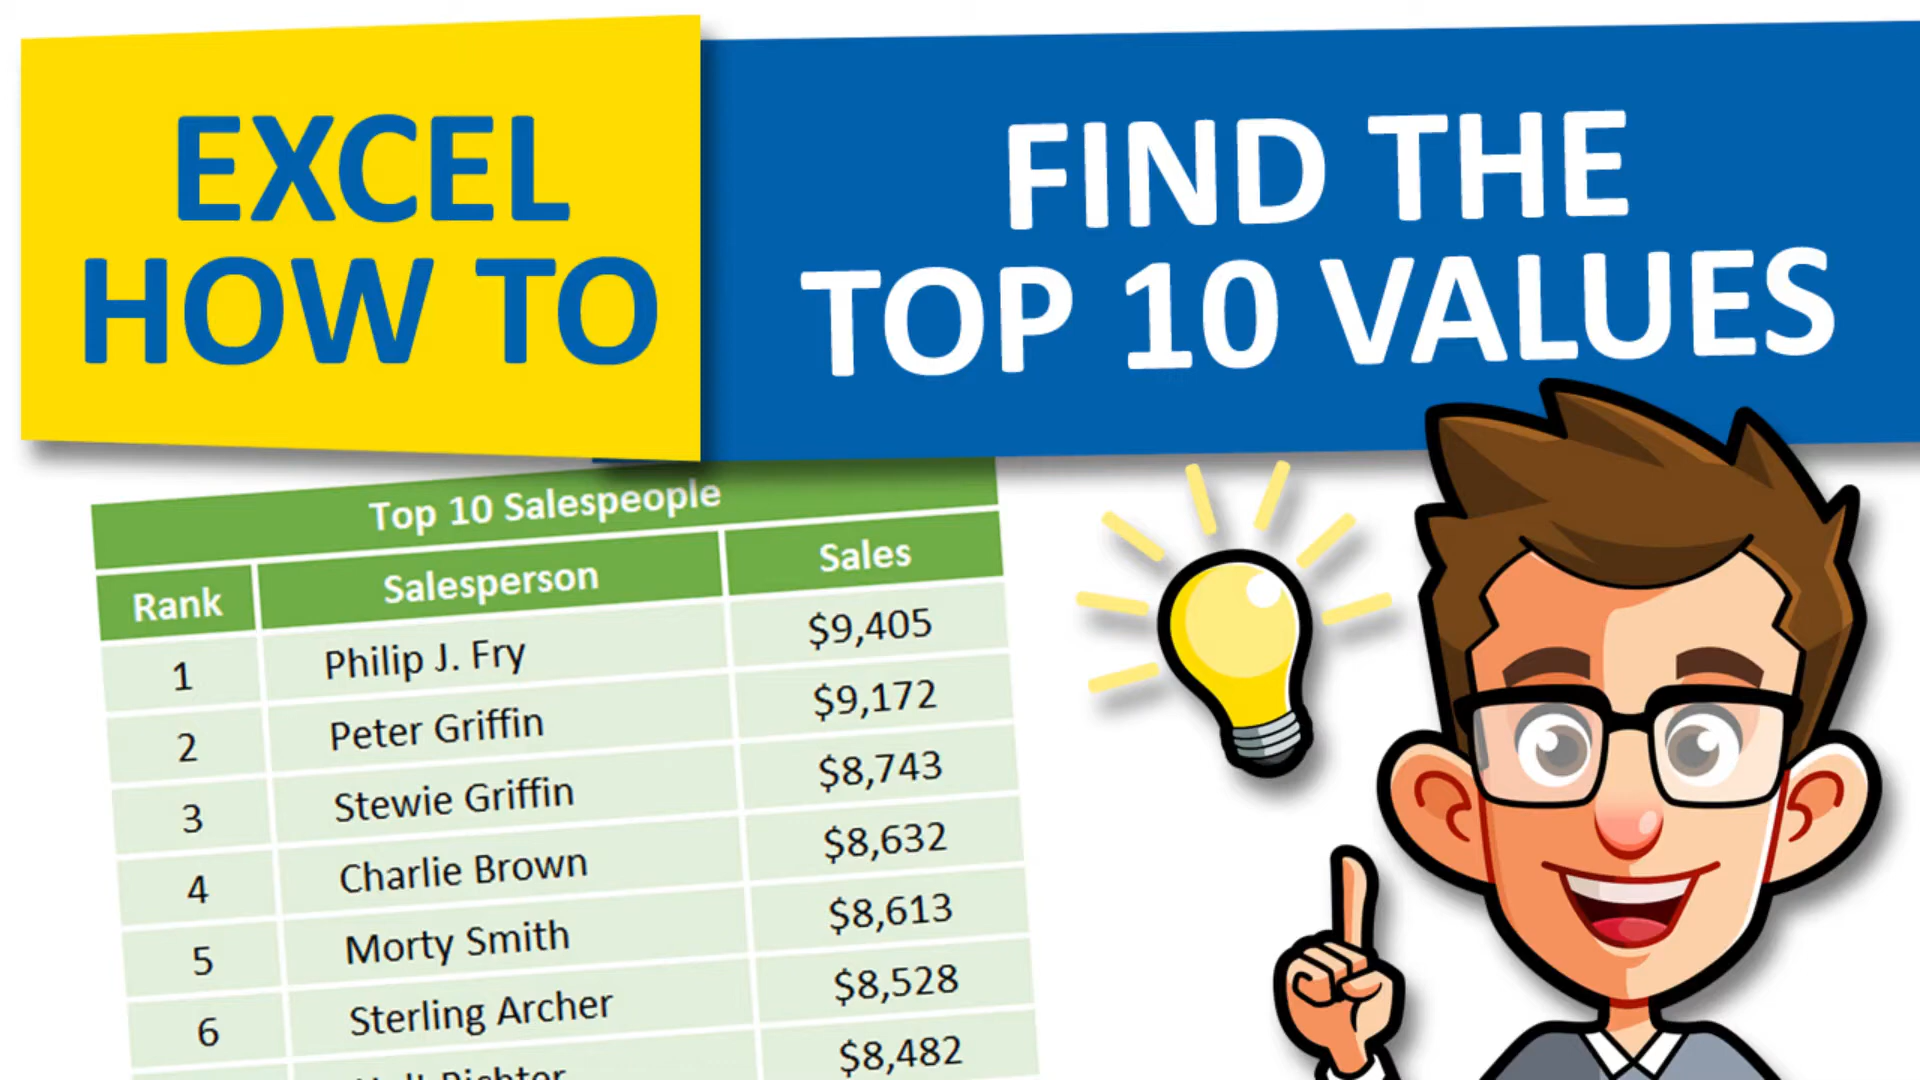 EXCEL
HOW TO
FIND THE
TOP 10 VALUES
Top 10 Salespeople
Rank Salesperson Sales
1 Philip J. Fry $9,405
2 Peter Griffin $9,172
3 Stewie Griffin $8,743
4 Charlie Brown $8,632
5 Morty Smith $8,613
6 Sterling Archer $8,528
$8,482